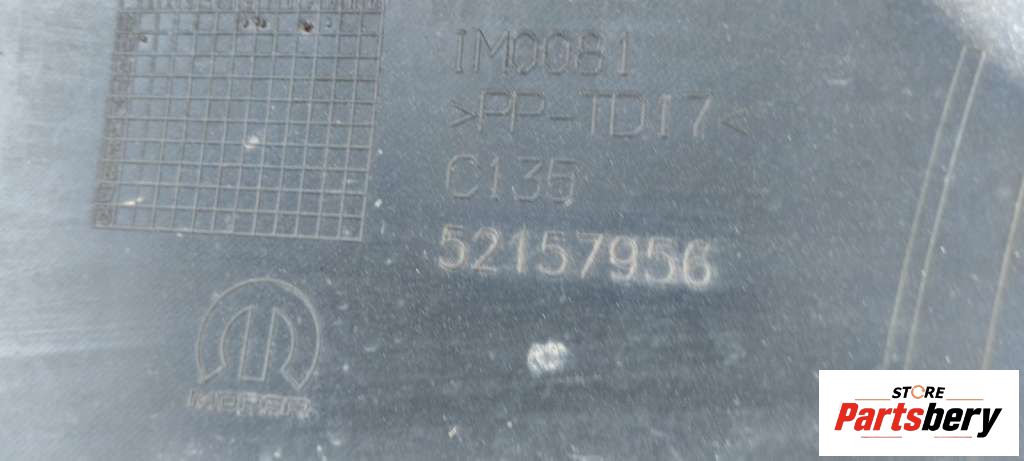 IM0081
>PP-TD17<
C135
52157956
MOPAR
STORE
Partsbery